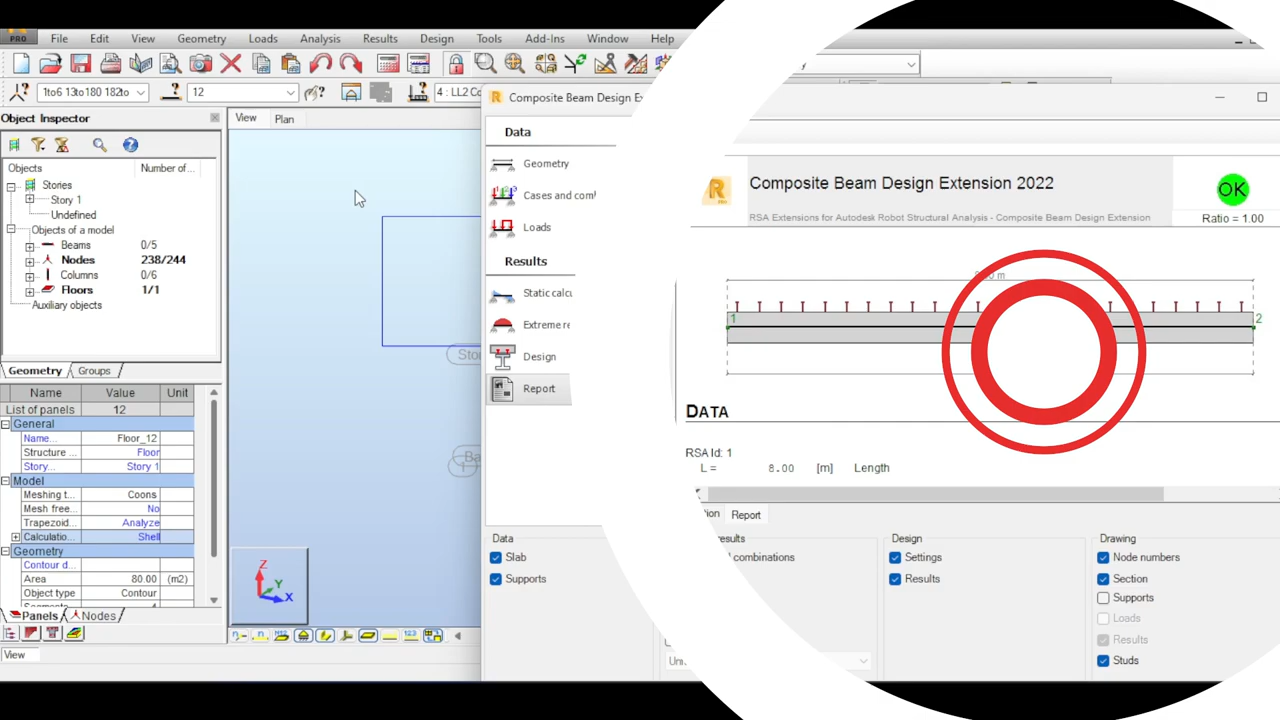 PRO
File Edit View Geometry Loads Analysis Results Design Tools Add-Ins Window Help
1to6 13to180 182to
12
4 : LL2
Object Inspector
View
Plan
Objects
Number of...
Stories
Story 1
Undefined
Objects of a model
Beams 0/5
Nodes 238/244
Columns 0/6
Floors 1/1
Auxiliary objects
Geometry
Groups
Name Value Unit
List of panels 12
General
Name... Floor_12
Structure ... Floor
Story... Story 1
Model
Meshing t... Coons
Mesh free... No
Trapezoid... Analyze
Calculatio... Shell
Geometry
Contour d...
Area 80.00 (m2)
Object type Contour
Panels
Nodes
View
Z
Y
X
Composite Beam Design Ex
Data
Geometry
Cases and com
Loads
Results
Static calcu
Extreme re
Design
Report
R
PRO
Composite Beam Design Extension 2022
RSA Extensions for Autodesk Robot Structural Analysis - Composite Beam Design Extension
OK
Ratio = 1.00
m
1
2
DATA
RSA Id: 1
L = 8.00 [m] Length
Report
Data
Slab
Supports
combinations
Design
Settings
Results
Drawing
Node numbers
Section
Supports
Loads
Results
Studs